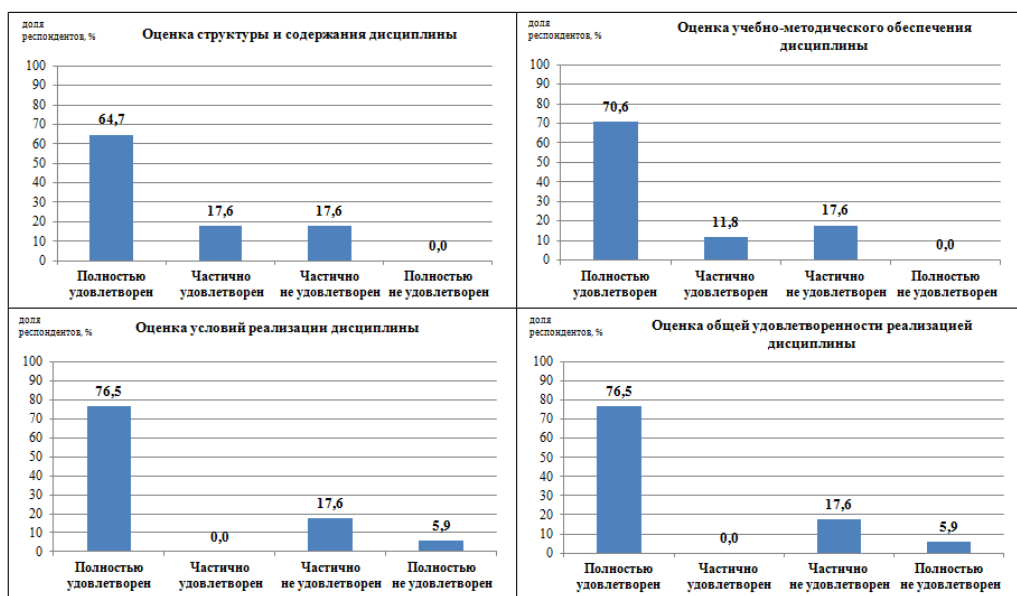 доля
респондентов, %
Оценка структуры и содержания дисциплины
100
90
80
70
60
50
40
30
20
10
0
64,7
17,6
17,6
0,0
Полностью
удовлетворен
Частично
удовлетворен
Частично
не удовлетворен
Полностью
не удовлетворен
доля
респондентов, %
Оценка учебно-методического обеспечения
дисциплины
100
90
80
70
60
50
40
30
20
10
0
70,6
11,8
17,6
0,0
Полностью
удовлетворен
Частично
удовлетворен
Частично
не удовлетворен
Полностью
не удовлетворен
доля
респондентов, %
Оценка условий реализации дисциплины
100
90
80
70
60
50
40
30
20
10
0
76,5
0,0
17,6
5,9
Полностью
удовлетворен
Частично
удовлетворен
Частично
не удовлетворен
Полностью
не удовлетворен
доля
респондентов, %
Оценка общей удовлетворенности реализацией
дисциплины
100
90
80
70
60
50
40
30
20
10
0
76,5
0,0
17,6
5,9
Полностью
удовлетворен
Частично
удовлетворен
Частично
не удовлетворен
Полностью
не удовлетворен